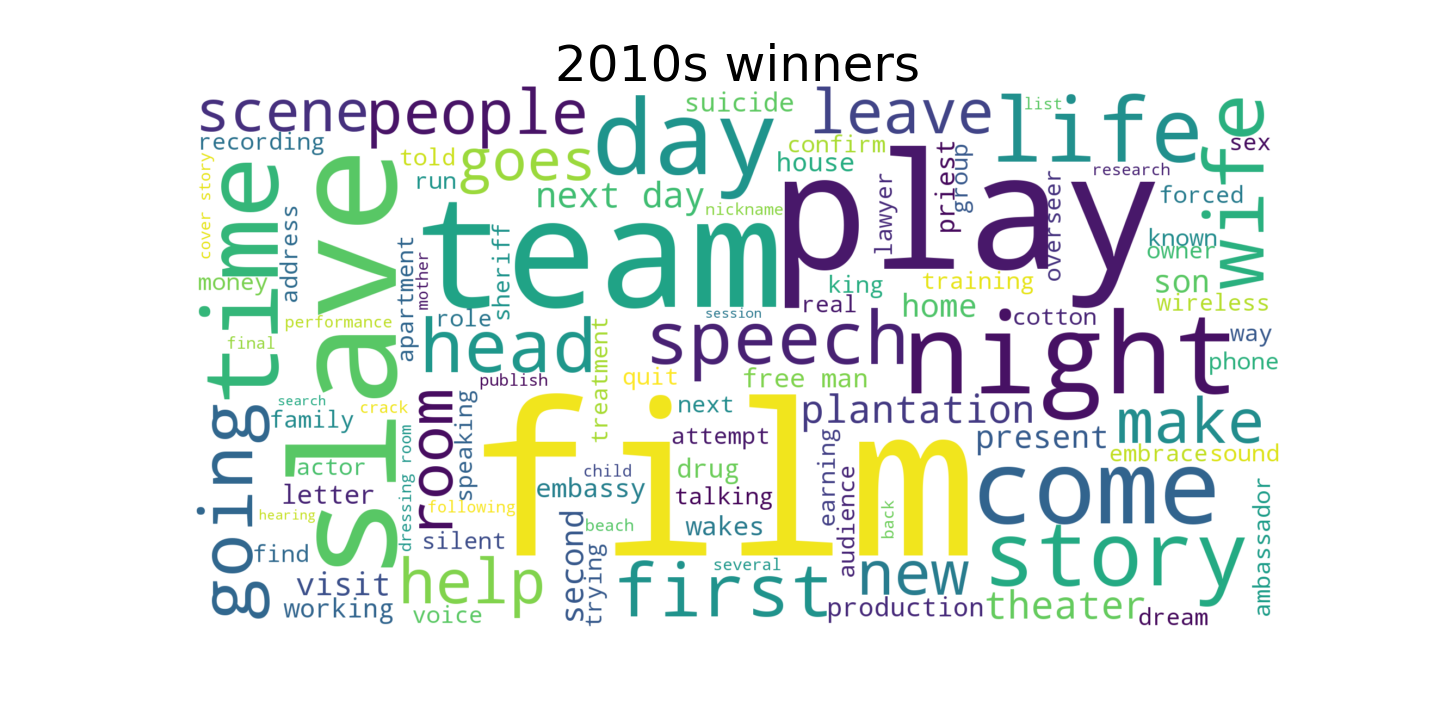 2010s winners
scene
people
day
suicide
leave
list
life
wife
sex
recording
told
goes
confirm
house
run
next day
nickname
priest
group
research
forced
cover story
time
address
slave
apartment
mother
sheriff
team
play
lawyer
overseer
known
owner
money
king
training
son
wireless
performance
role
session
real
home
cotton
way
final
head
speech
night
phone
publish
treatment
quit
free man
search
family
crack
next
plantation
make
going
actor
room
speaking
film
attempt
present
embrace
sound
letter
dressing room
child
drug
earning
come
embassy
talking
audience
hearing
following
beach
wakes
back
ambassador
find
silent
second
trying
several
story
visit
help
first
new
working
voice
production
theater
dream